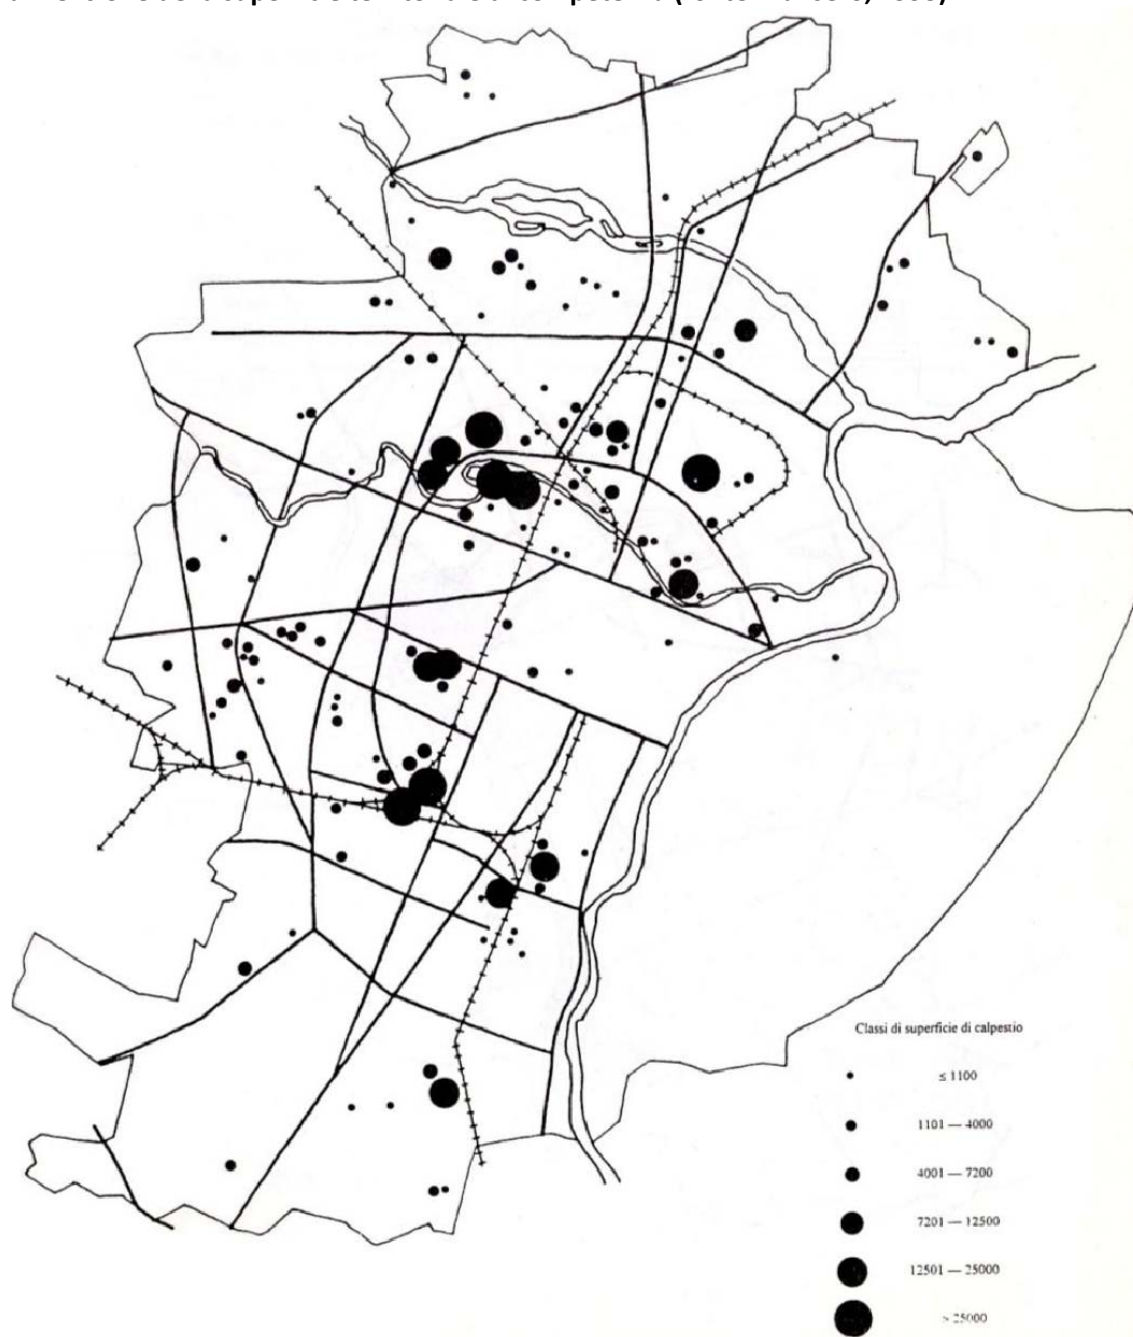 Classi di superficie di calpestio
≤ 1100
1101 — 4000
4001 — 7200
7201 — 12500
12501 — 25000
> 25000